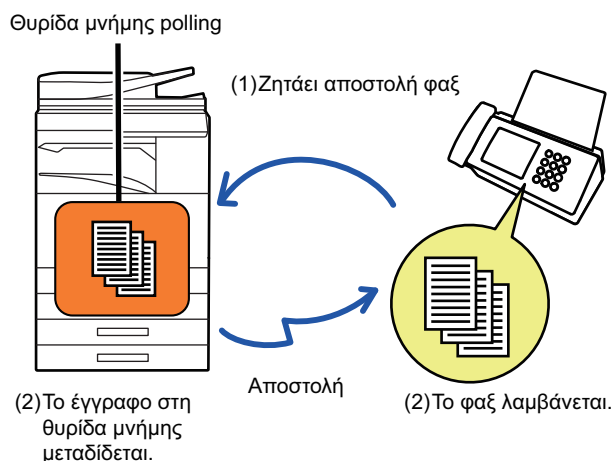 Θυρίδα μνήμης polling
(1)Ζητάει αποστολή φαξ
Αποστολή
(2)Το έγγραφο στη
θυρίδα μνήμης
μεταδίδεται.
(2)Το φαξ λαμβάνεται.